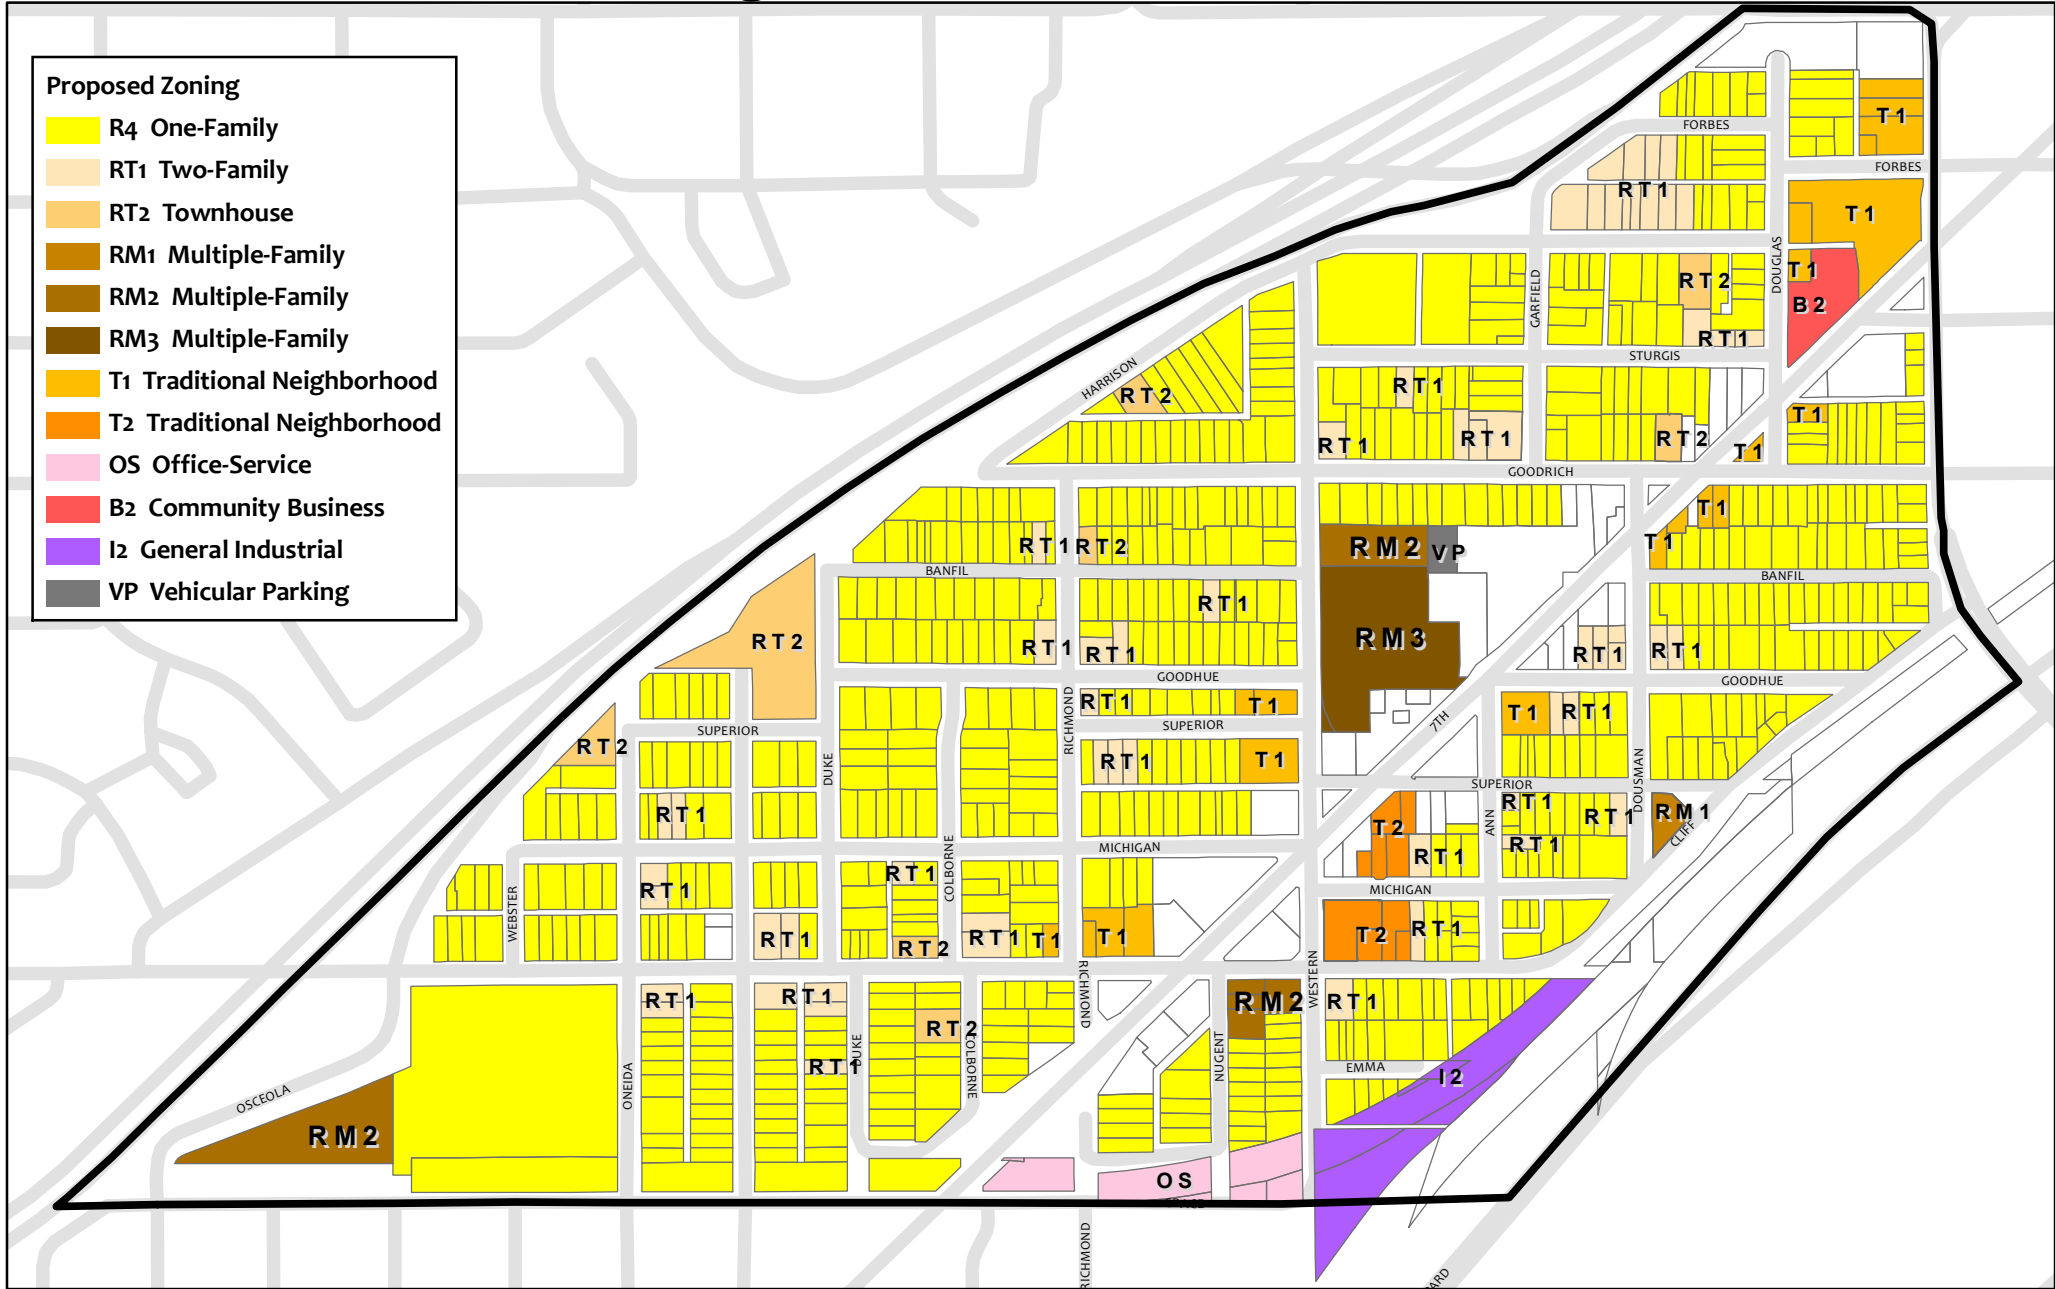 Proposed Zoning
R4 One-Family
RT1 Two-Family
RT2 Townhouse
RM1 Multiple-Family
RM2 Multiple-Family
RM3 Multiple-Family
T1 Traditional Neighborhood
T2 Traditional Neighborhood
OS Office-Service
B2 Community Business
I2 General Industrial
VP Vehicular Parking
FORBES
T1
FORBES
RT1
T1
DOUGLAS
T1
RT2
B2
GARFIELD
RT1
STURGIS
HARRISON
RT2
RT1
T1
RT1
RT1
RT2
T1
GOODRICH
T1
RT1
RT2
RM2
VP
T1
BANFIL
BANFIL
RT1
RT2
RM3
RT1
RT1
RT1
RT1
GOODHUE
GOODHUE
RICHMOND
RT1
T1
T1
RT1
SUPERIOR
7TH
SUPERIOR
RT2
DUKE
RT1
T1
DOUSMAN
SUPERIOR
RT1
RT1
RT1
RM1
ANN
T2
CLIFF
MICHIGAN
RT1
RT1
COLBORNE
RT1
RT1
MICHIGAN
WEBSTER
RT1
RT2
RT1
T1
T1
T2
RT1
WESTERN
RICHMOND
RT1
RT1
RM2
RT1
RT2
DUKE
COLBORNE
NUGENT
RT1
EMMA
I2
ONEIDA
OSCEOLA
RM2
OS
RICHMOND